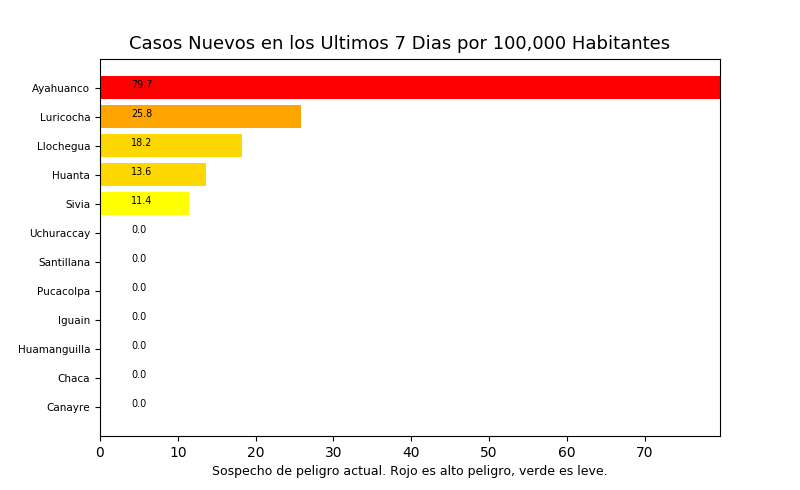 Casos Nuevos en los Ultimos 7 Dias por 100,000 Habitantes
Ayahuanco 79.7
Luricocha 25.8
Llochegua 18.2
Huanta 13.6
Sivia 11.4
Uchuraccay 0.0
Santillana 0.0
Pucacolpa 0.0
Iguain 0.0
Huamanguilla 0.0
Chaca 0.0
Canayre 0.0
0 10 20 30 40 50 60 70
Sospecho de peligro actual. Rojo es alto peligro, verde es leve.